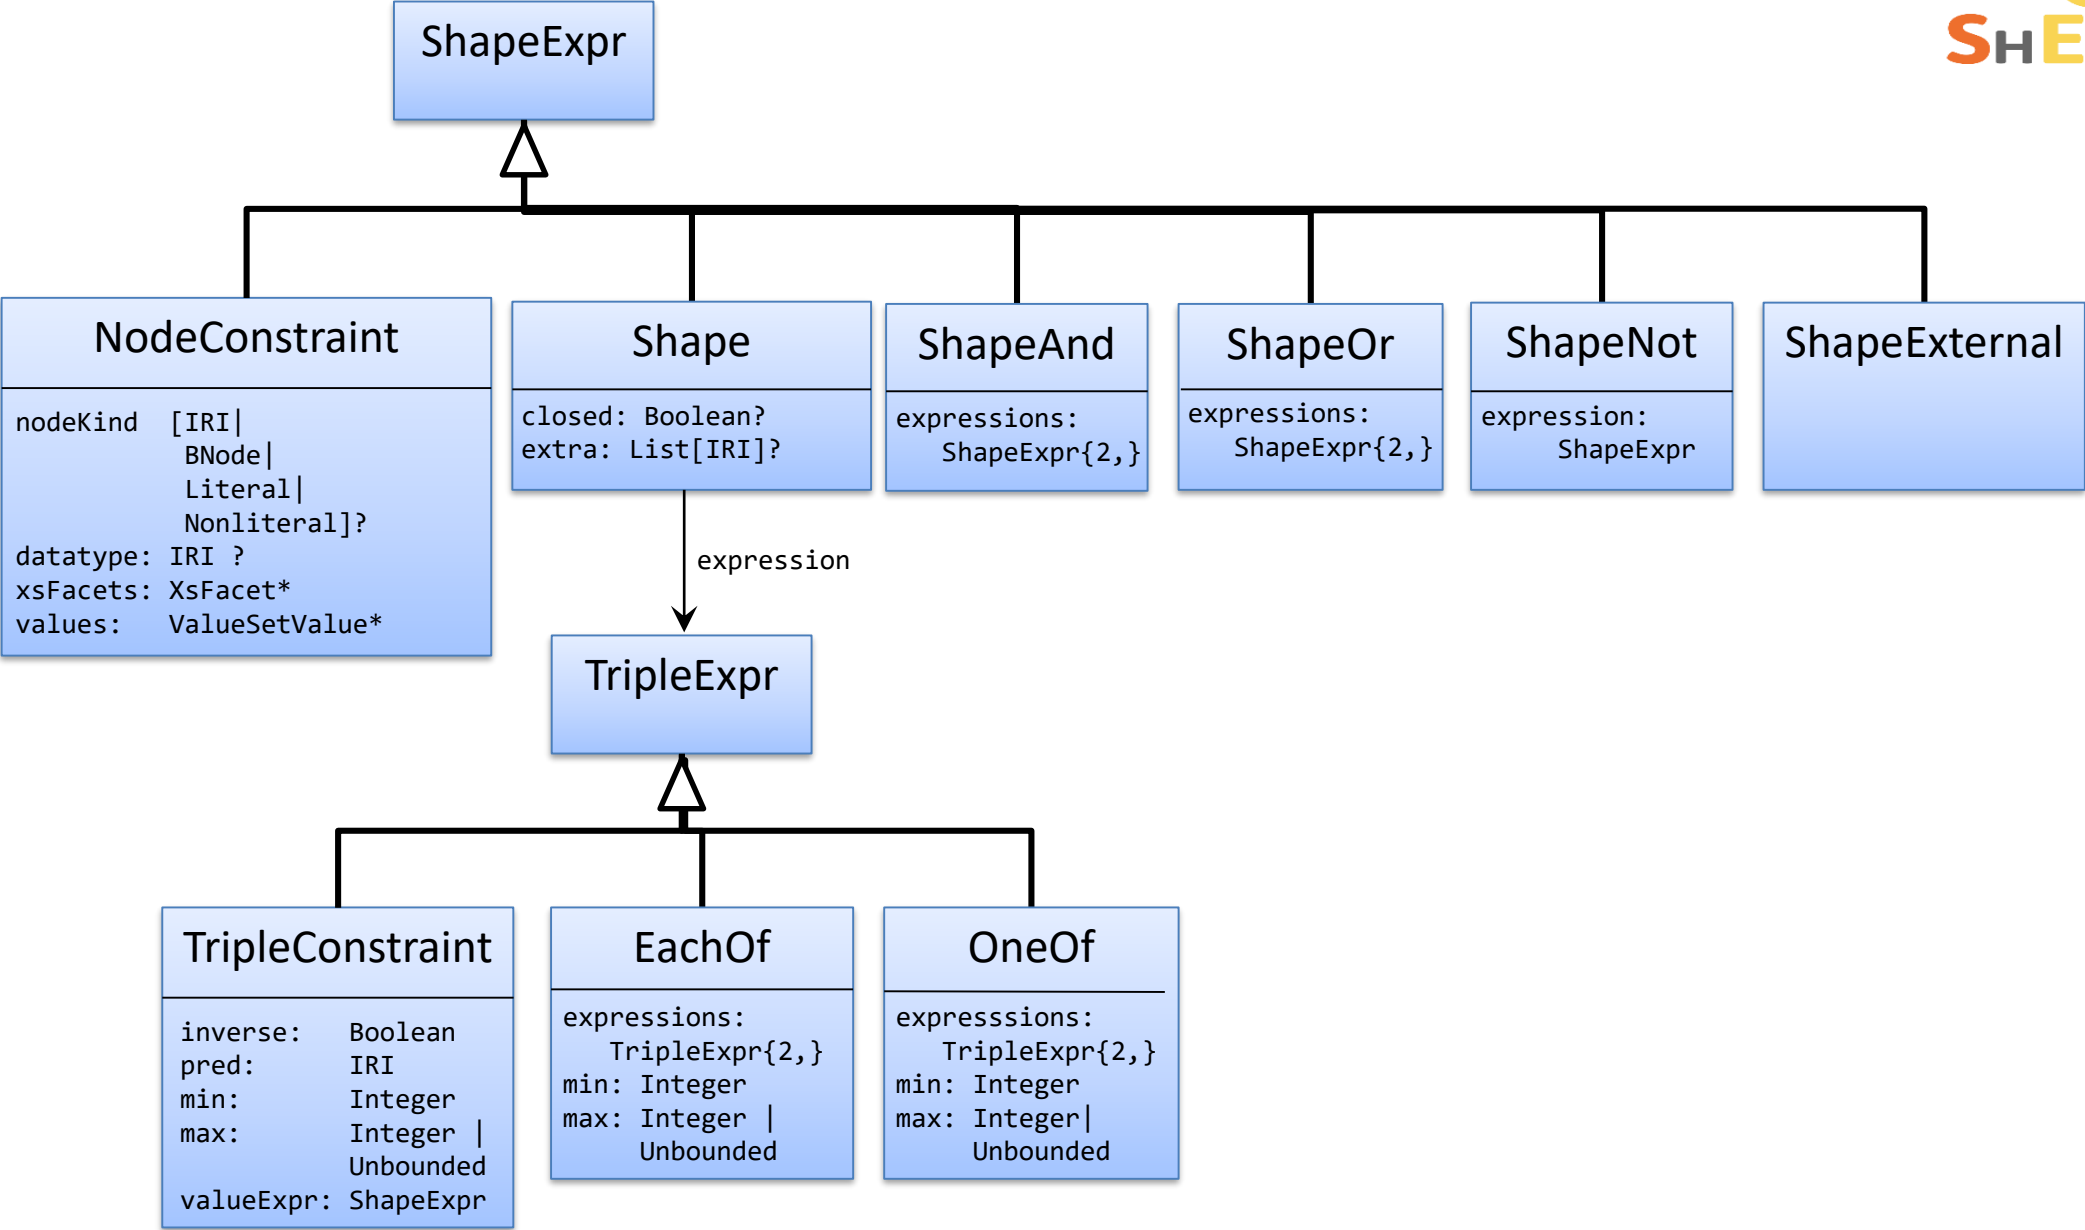 ShapeExpr
SHE
NodeConstraint
nodeKind [IRI|
BNode|
Literal|
Nonliteral]?
datatype: IRI ?
xsFacets: XsFacet*
values: ValueSetValue*
Shape
closed: Boolean?
extra: List[IRI]?
ShapeAnd
expressions:
ShapeExpr{2,}
ShapeOr
expressions:
ShapeExpr{2,}
ShapeNot
expression:
ShapeExpr
ShapeExternal
expression
TripleExpr
TripleConstraint
inverse: Boolean
pred: IRI
min: Integer
max: Integer |
Unbounded
valueExpr: ShapeExpr
EachOf
expressions:
TripleExpr{2,}
min: Integer
max: Integer |
Unbounded
OneOf
expresssions:
TripleExpr{2,}
min: Integer
max: Integer|
Unbounded